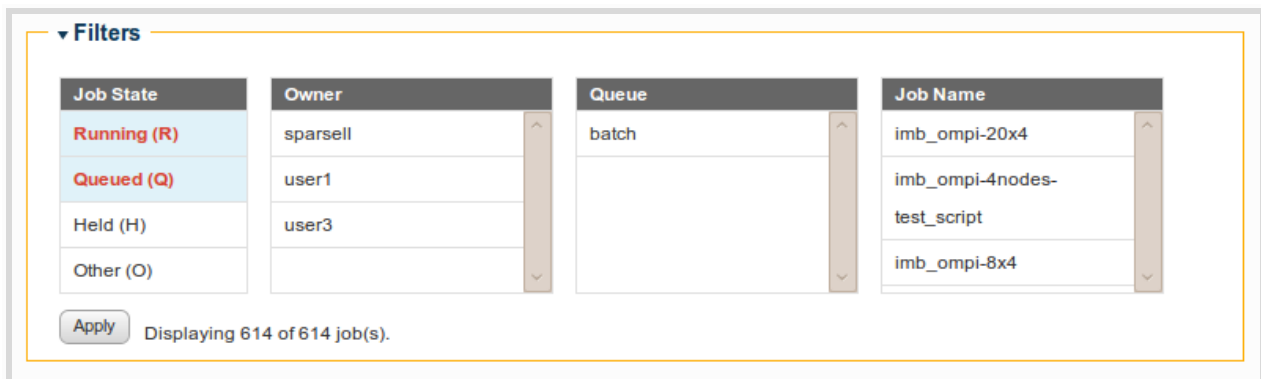 Filters
Job State
Running (R)
Queued (Q)
Held (H)
Other (O)
Owner
sparsell
user1
user3
Queue
batch
Job Name
imb_ompi-20x4
imb_ompi-4nodes-
test_script
imb_ompi-8x4
Apply
Displaying 614 of 614 job(s).